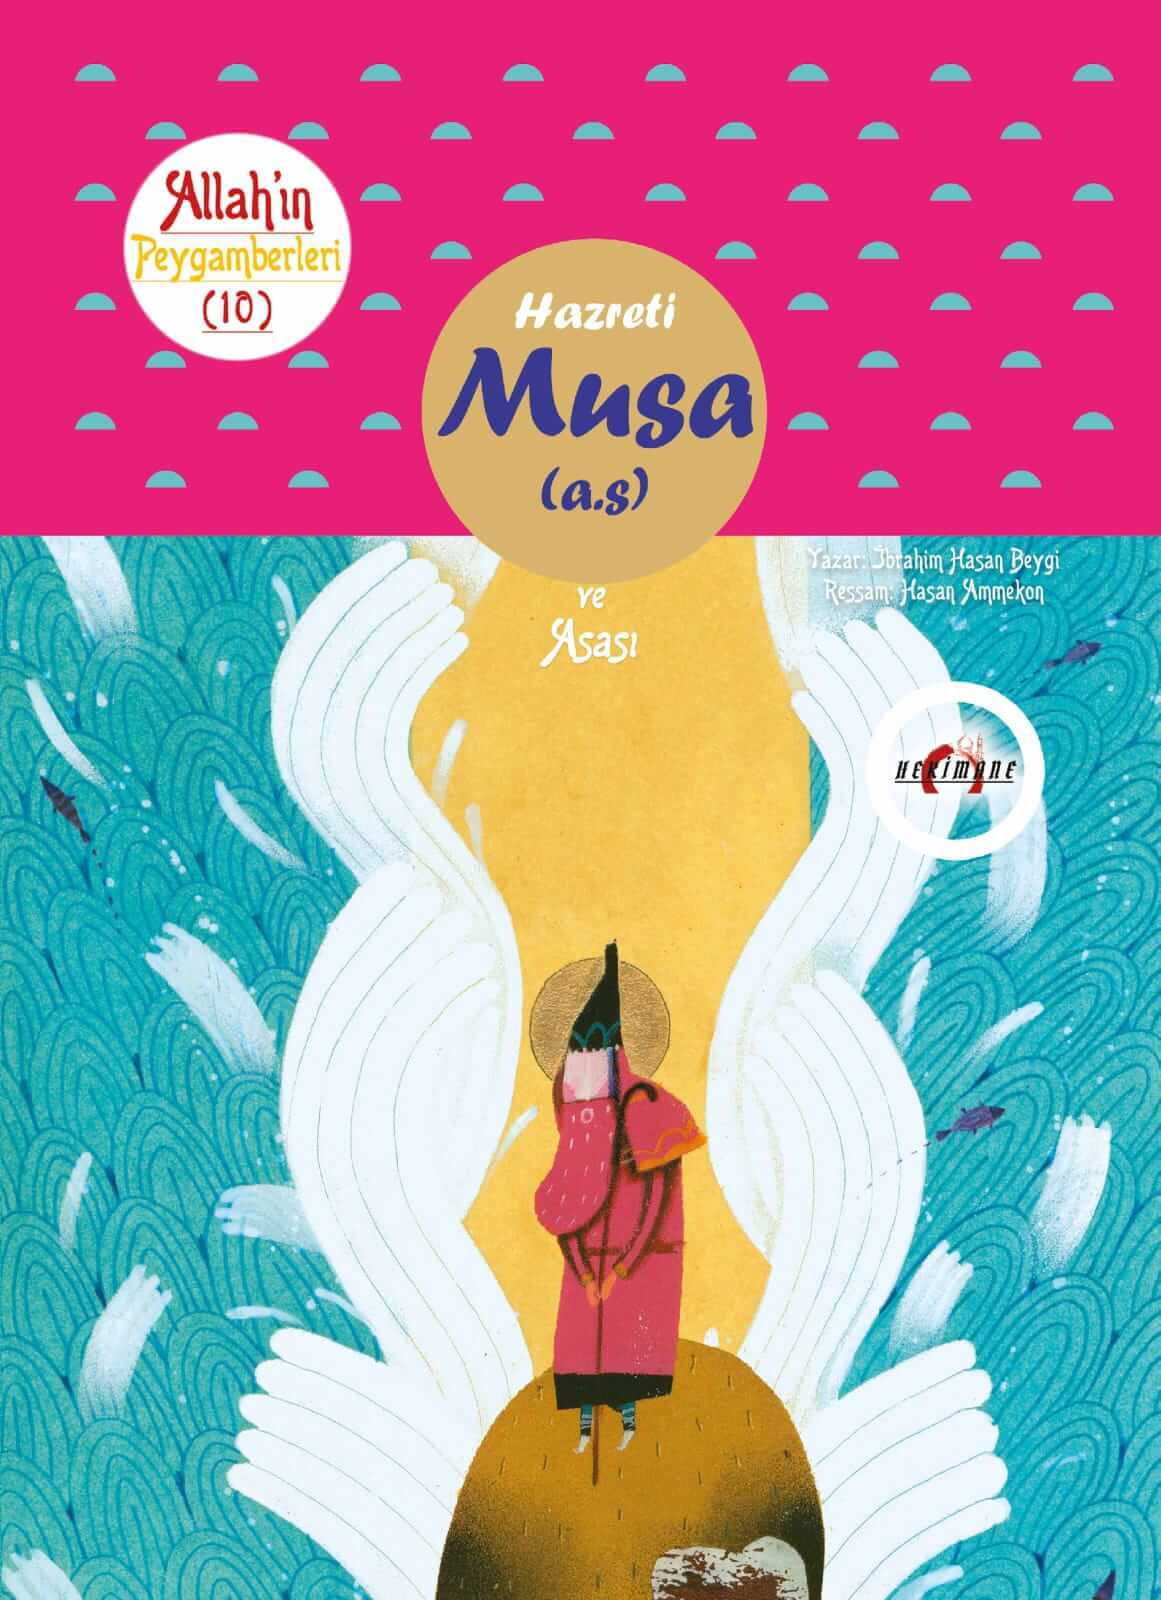 Allah'ın
Peygamberleri
(10)
Hazreti
Musa
(a.s)
ve
Asası
Yazar: İbrahim Hasan Beygi
Ressam: Hasan Ammekon
HEKİMANE